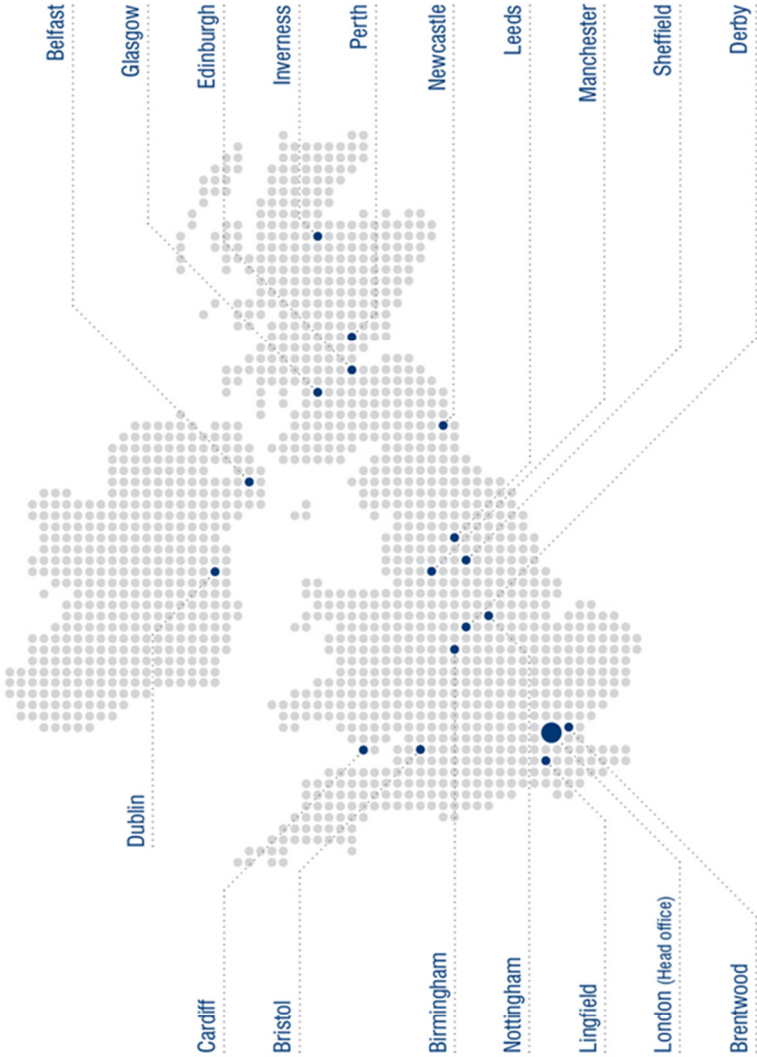 Belfast
Glasgow
Edinburgh
Inverness
Perth
Newcastle
Leeds
Manchester
Sheffield
Derby
Dublin
Cardiff
Bristol
Birmingham
Nottingham
Lingfield
London (Head office)
Brentwood